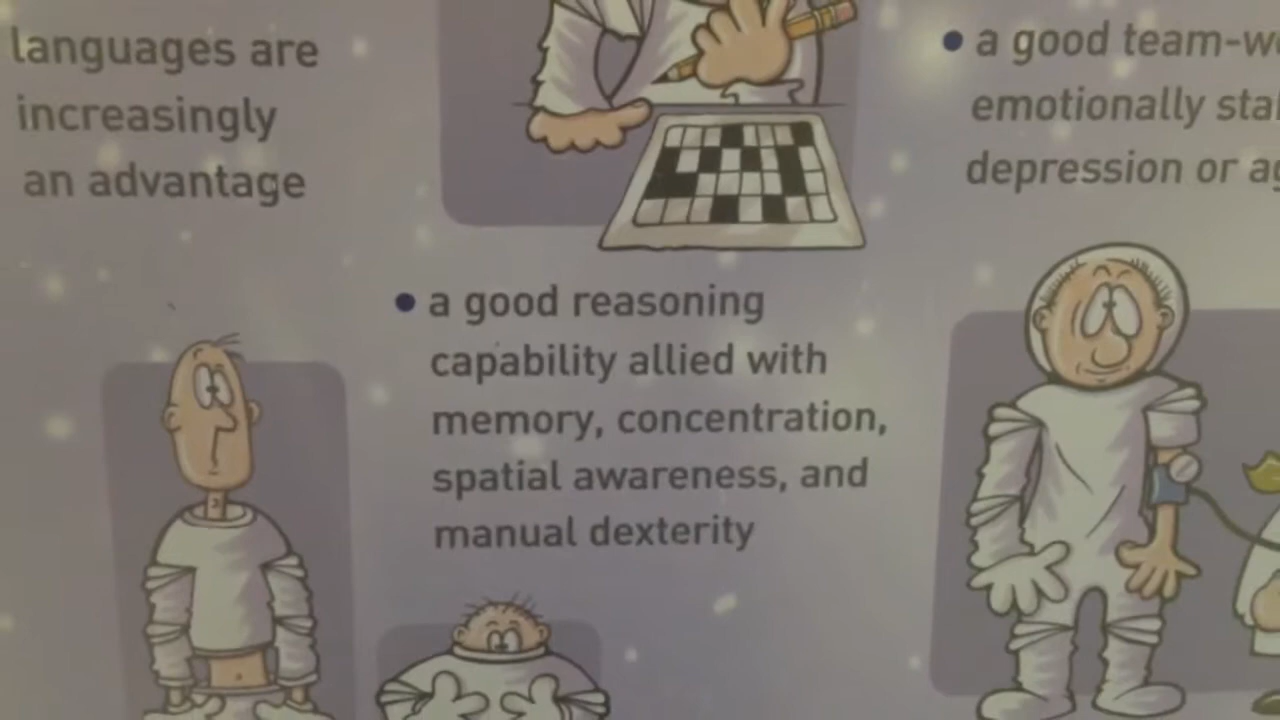 languages are
increasingly
an advantage
• a good reasoning
capability allied with
memory, concentration,
spatial awareness, and
manual dexterity
• a good
emotionally
depression or